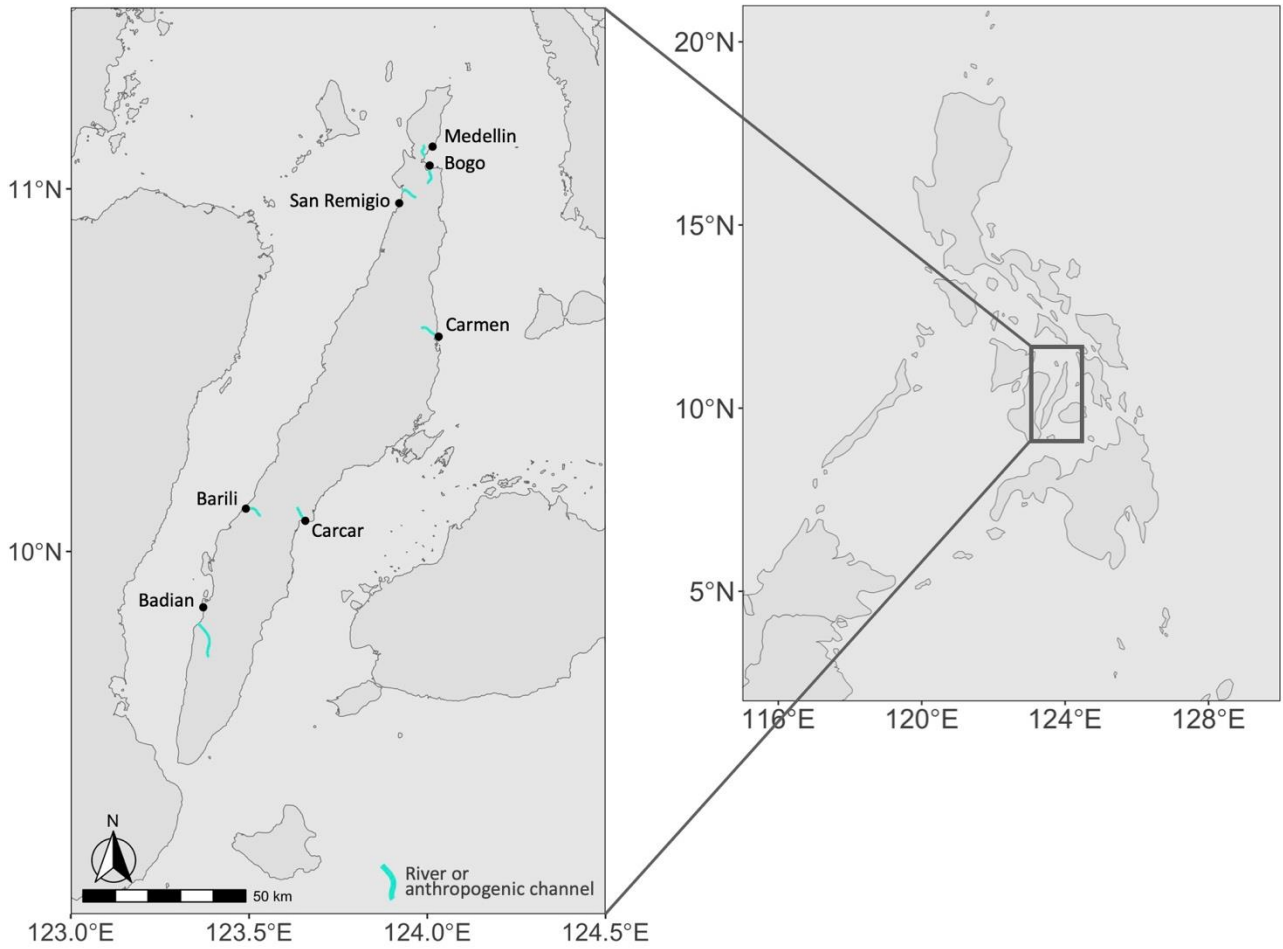 Medellin
Bogo
San Remigio
Carmen
Barili
Carcar
Badian
11°N
10°N
N
50 km
River or
anthropogenic channel
123.0°E 123.5°E 124.0°E 124.5°E
20°N
15°N
10°N
5°N
116°E 120°E 124°E 128°E